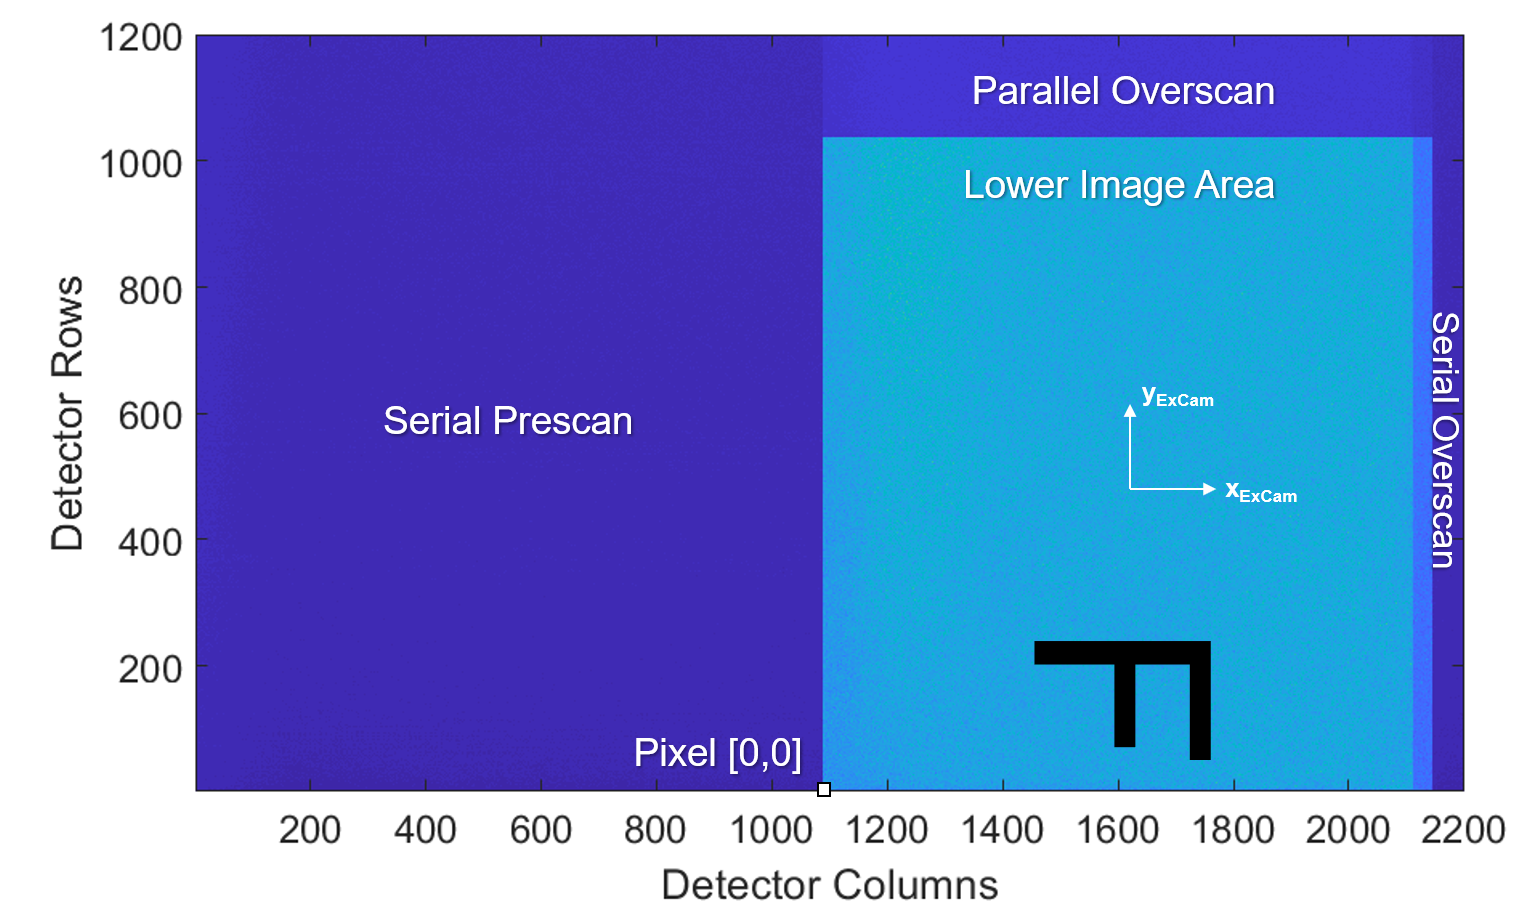 1200
1000
800
600
400
200
Detector Rows
Parallel Overscan
Lower Image Area
Serial Prescan
Serial Overscan
yExCam
xExCam
F
Pixel [0,0]
200 400 600 800 1000 1200 1400 1600 1800 2000 2200
Detector Columns